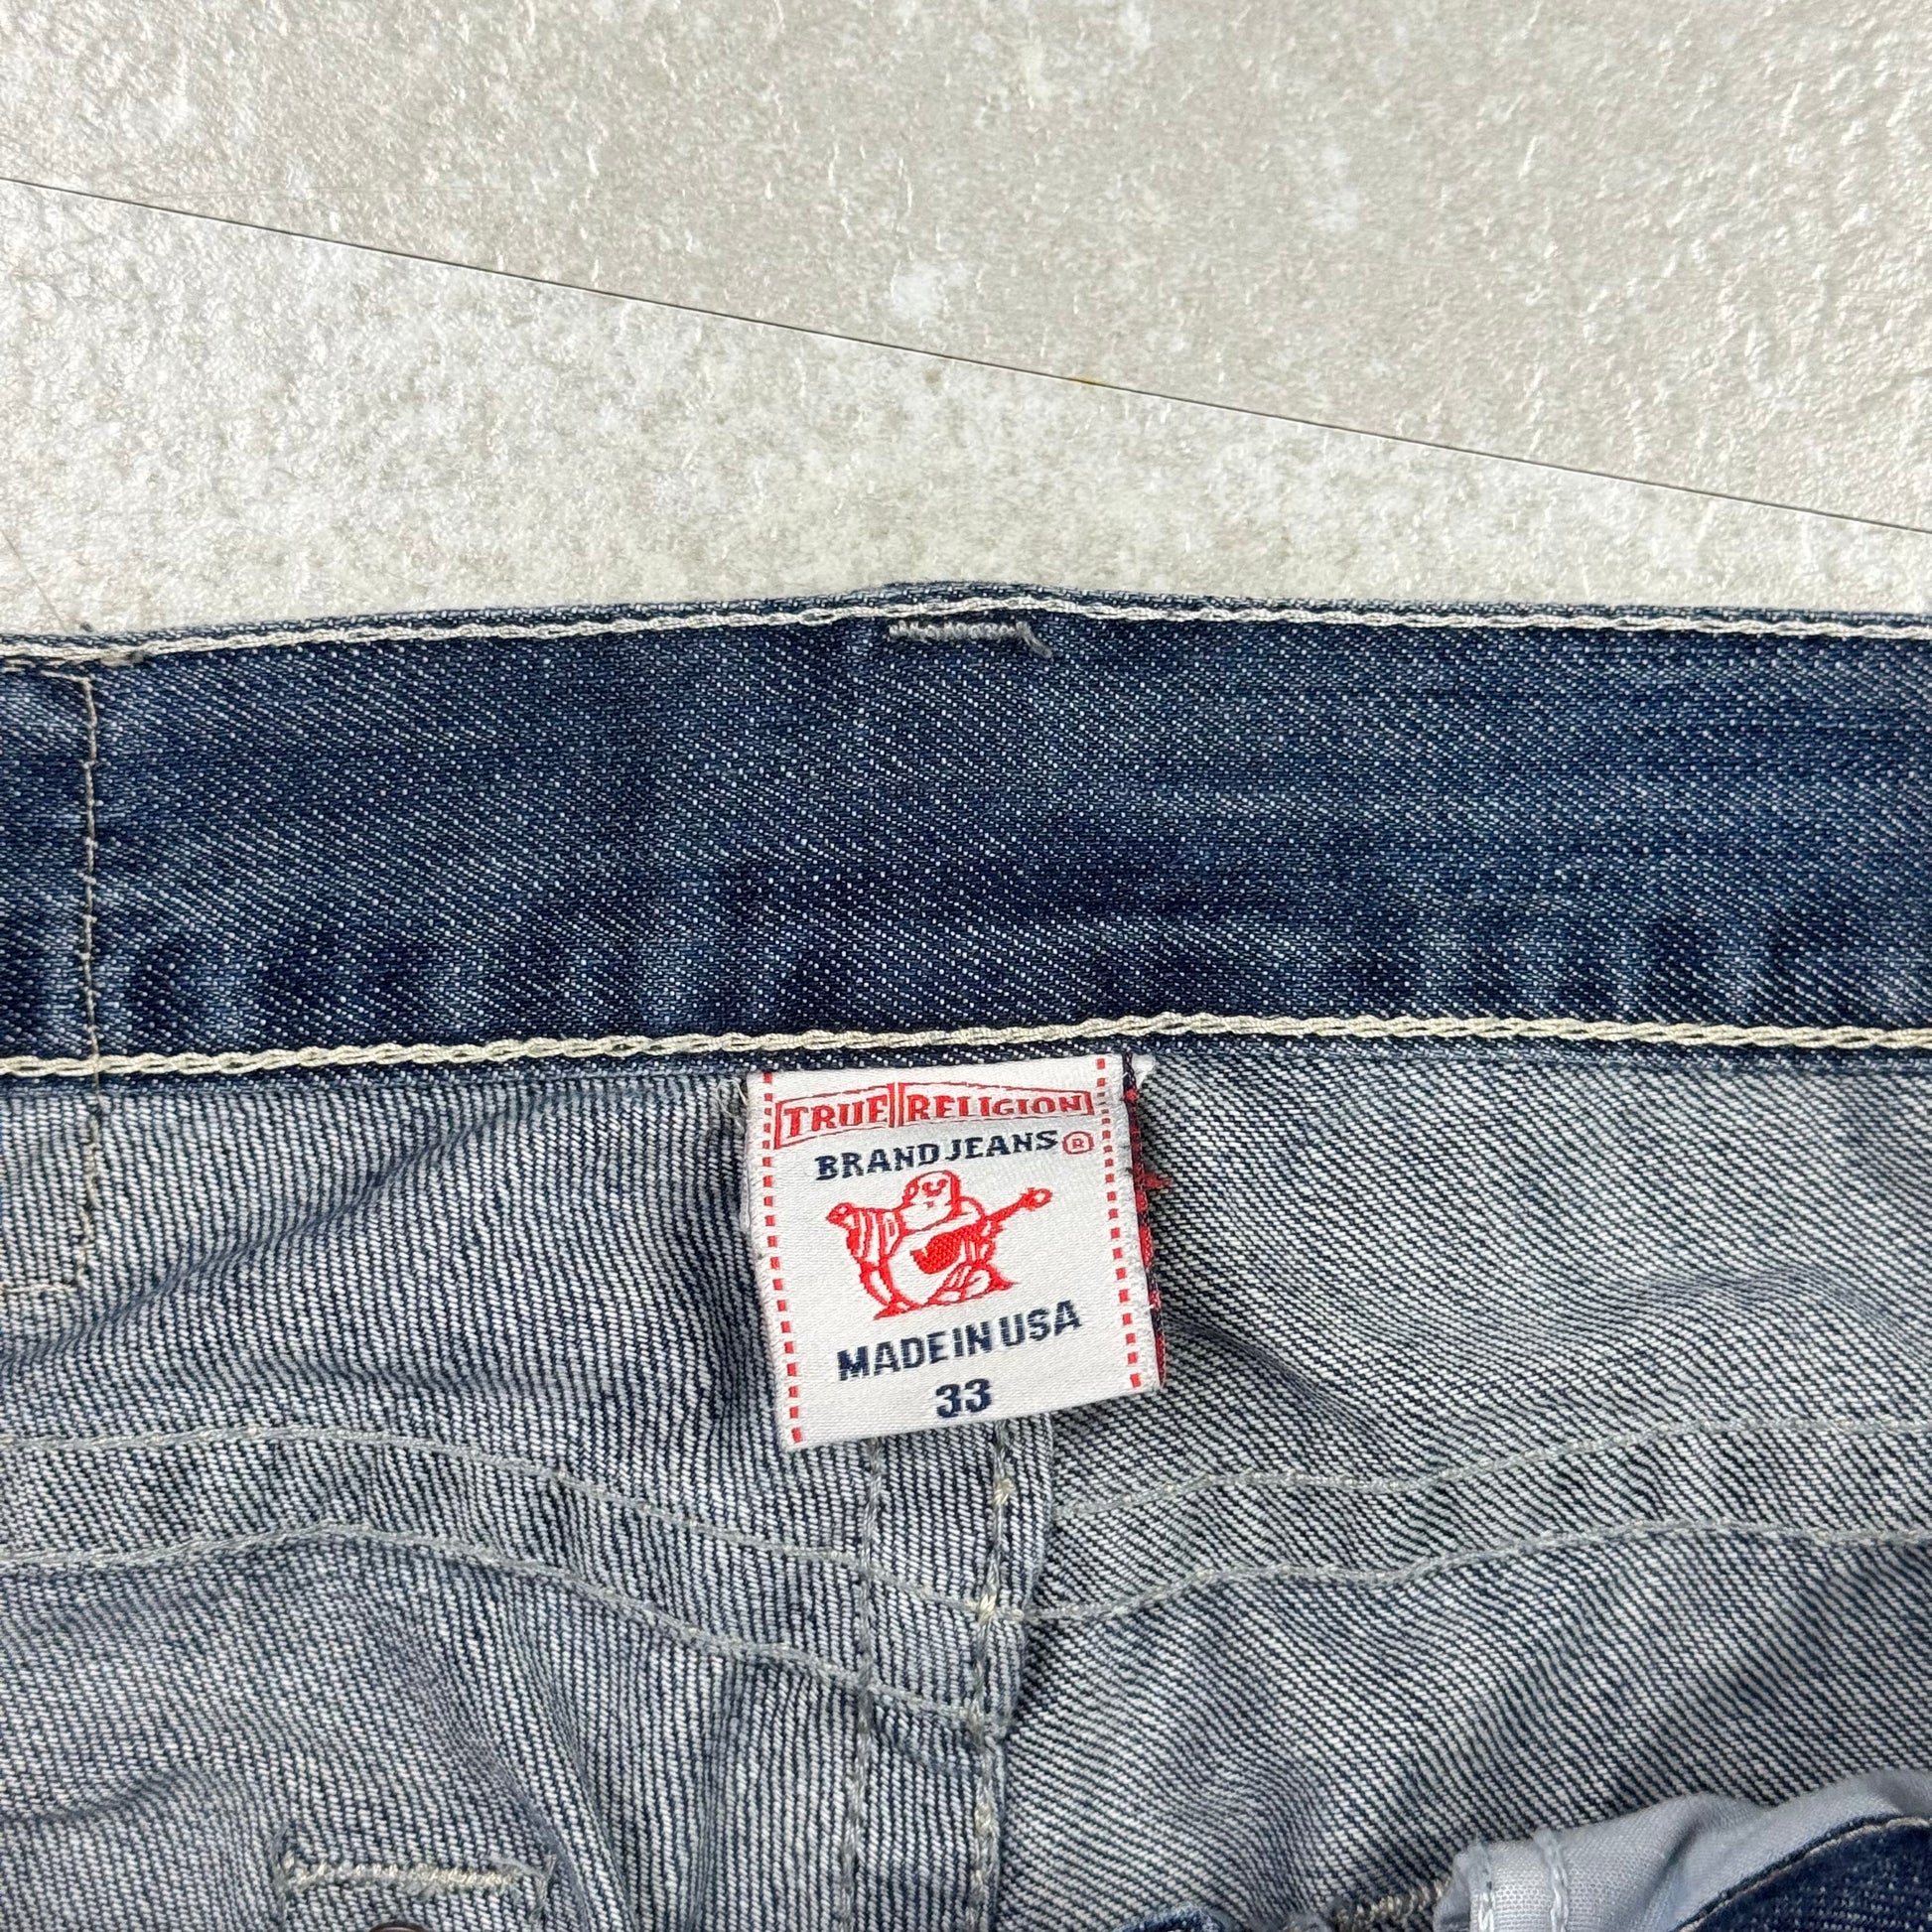 TRUE RELIGION
BRAND JEANS ®
MADE IN USA
33